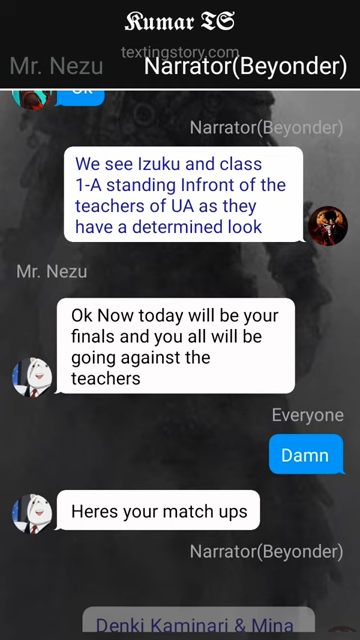 Kumar TS
textingstory.com
Mr. Nezu Narrator(Beyonder)
Ok
Narrator(Beyonder)
We see Izuku and class
1-A standing Infront of the
teachers of UA as they
have a determined look
Mr. Nezu
Ok Now today will be your
finals and you all will be
going against the
teachers
Everyone
Damn
Heres your match ups
Narrator(Beyonder)
Denki Kaminari & Mina